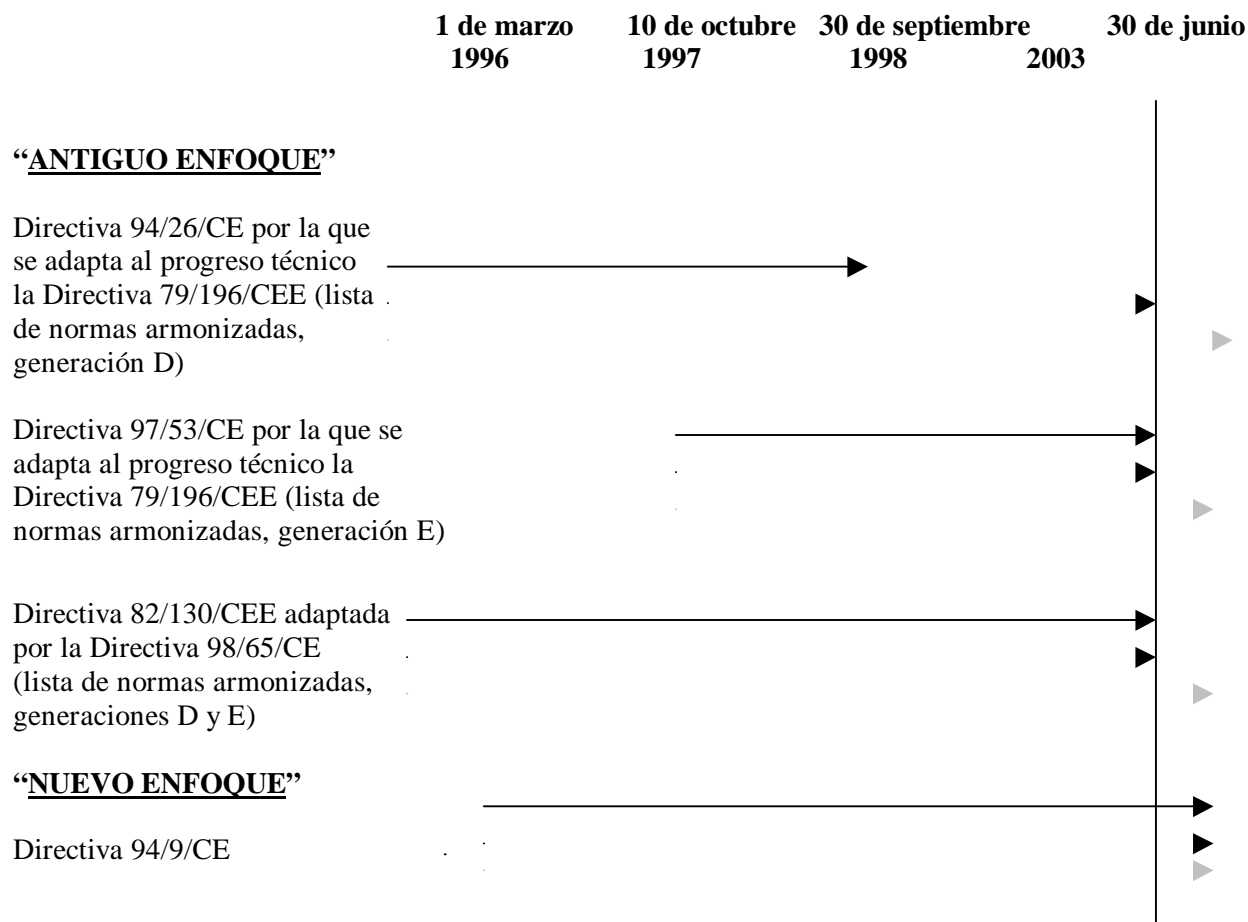 1 de marzo 10 de octubre 30 de septiembre 30 de junio
1996 1997 1998 2003
“ANTIGUO ENFOQUE”
Directiva 94/26/CE por la que
se adapta al progreso técnico
la Directiva 79/196/CEE (lista
de normas armonizadas,
generación D)
Directiva 97/53/CE por la que se
adapta al progreso técnico la
Directiva 79/196/CEE (lista de
normas armonizadas, generación E)
Directiva 82/130/CEE adaptada
por la Directiva 98/65/CE
(lista de normas armonizadas,
generaciones D y E)
“NUEVO ENFOQUE”
Directiva 94/9/CE